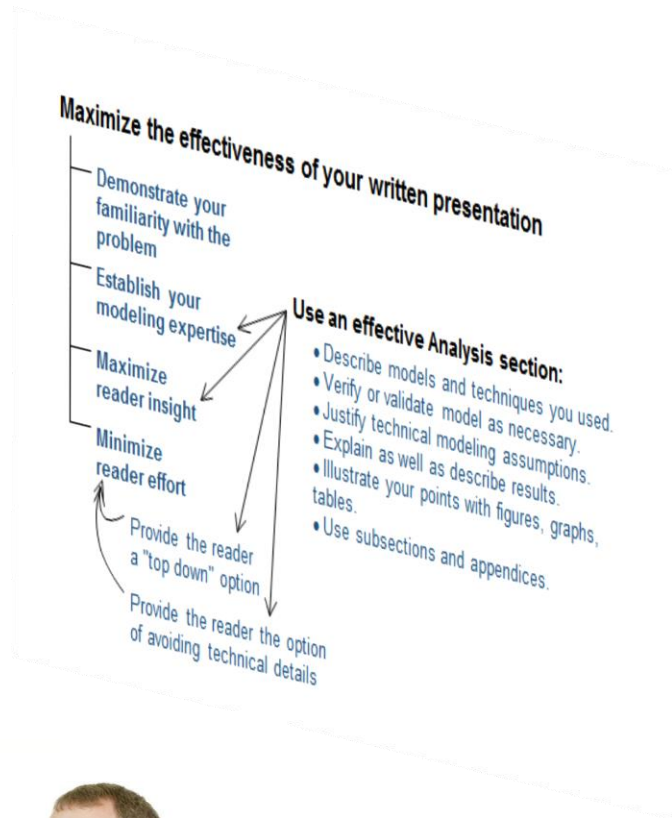 Maximize the effectiveness of your written presentation
Demonstrate your
familiarity with the
problem
Establish your
modeling expertise
Maximize
reader insight
Minimize
reader effort
Provide the reader
a "top down" option
Provide the reader the option
of avoiding technical details
Use an effective Analysis section:
• Describe models and techniques you used.
• Verify or validate model as necessary.
• Justify technical modeling assumptions.
• Explain as well as describe results.
• Illustrate your points with figures, graphs,
tables.
• Use subsections and appendices.